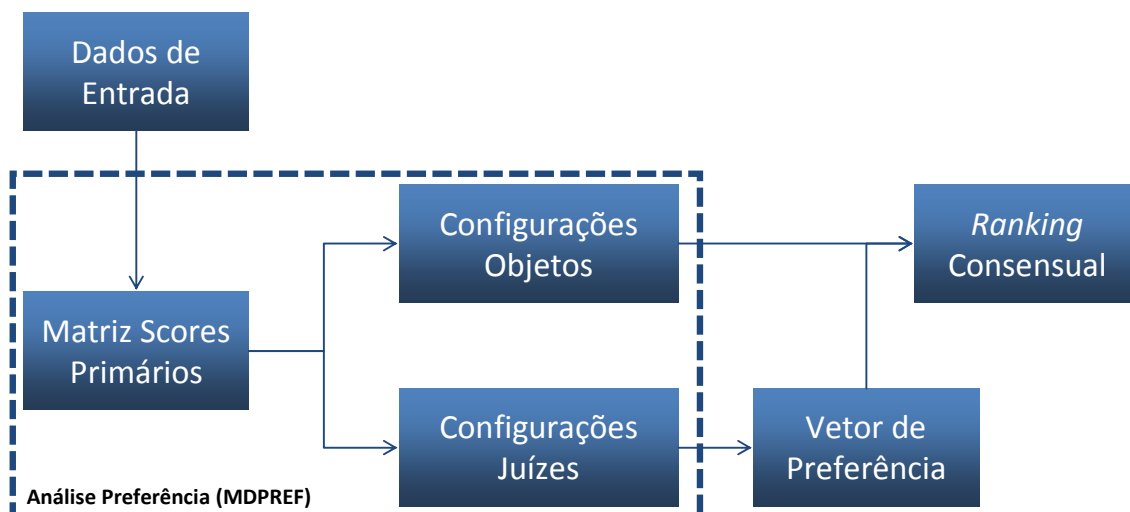 Dados de
Entrada
Configurações
Objetos
Ranking
Consensual
Matriz Scores
Primários
Configurações
Juízes
Vetor de
Preferência
Análise Preferência (MDPREF)